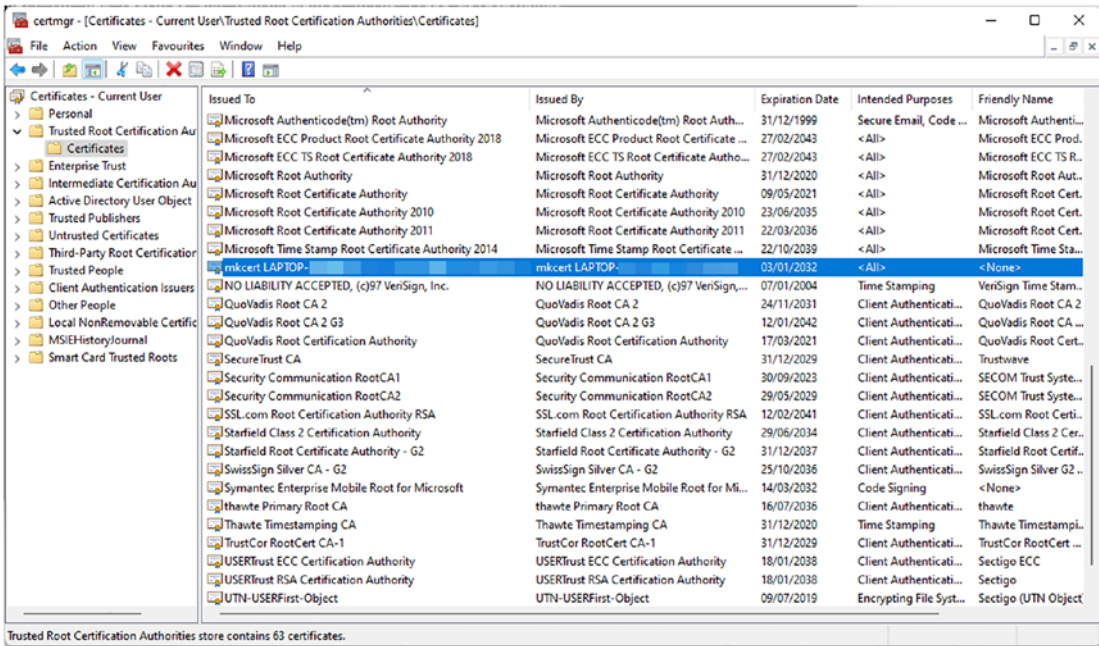 certmgr - [Certificates - Current User\Trusted Root Certification Authorities\Certificates]
File Action View Favourites Window Help
Certificates - Current User
Personal
Trusted Root Certification Au
Certificates
Enterprise Trust
Intermediate Certification Au
Active Directory User Object
Trusted Publishers
Untrusted Certificates
Third-Party Root Certification
Trusted People
Client Authentication Issuers
Other People
Local NonRemovable Certific
MSIEHistoryJournal
Smart Card Trusted Roots
Issued To Issued By Expiration Date Intended Purposes Friendly Name
Microsoft Authenticode(tm) Root Authority Microsoft Authenticode(tm) Root Auth... 31/12/1999 Secure Email, Code ... Microsoft Authenti...
Microsoft ECC Product Root Certificate Authority 2018 Microsoft ECC Product Root Certificate ... 27/02/2043 <All> Microsoft ECC Prod..
Microsoft ECC TS Root Certificate Authority 2018 Microsoft ECC TS Root Certificate Autho... 27/02/2043 <All> Microsoft ECC TS R..
Microsoft Root Authority Microsoft Root Authority 31/12/2020 <All> Microsoft Root Aut..
Microsoft Root Certificate Authority Microsoft Root Certificate Authority 09/05/2021 <All> Microsoft Root Cert.
Microsoft Root Certificate Authority 2010 Microsoft Root Certificate Authority 2010 23/06/2035 <All> Microsoft Root Cert.
Microsoft Root Certificate Authority 2011 Microsoft Root Certificate Authority 2011 22/03/2036 <All> Microsoft Root Cert.
Microsoft Time Stamp Root Certificate Authority 2014 Microsoft Time Stamp Root Certificate ... 22/10/2039 <All> Microsoft Time Sta...
mkcert LAPTOP- mkcert LAPTOP- 03/01/2032 <All> <None>
NO LIABILITY ACCEPTED, (c)97 VeriSign, Inc. NO LIABILITY ACCEPTED, (c)97 VeriSign,... 07/01/2004 Time Stamping VeriSign Time Stam..
QuoVadis Root CA 2 QuoVadis Root CA 2 24/11/2031 Client Authenticati... QuoVadis Root CA 2
QuoVadis Root CA 2 G3 QuoVadis Root CA 2 G3 12/01/2042 Client Authenticati... QuoVadis Root CA ...
QuoVadis Root Certification Authority QuoVadis Root Certification Authority 17/03/2021 Client Authenticati... QuoVadis Root Cert..
SecureTrust CA SecureTrust CA 31/12/2029 Client Authenticati... Trustwave
Security Communication RootCA1 Security Communication RootCA1 30/09/2023 Client Authenticati... SECOM Trust Syste...
Security Communication RootCA2 Security Communication RootCA2 29/05/2029 Client Authenticati... SECOM Trust Syste...
SSL.com Root Certification Authority RSA SSL.com Root Certification Authority RSA 12/02/2041 Client Authenticati... SSL.com Root Certi..
Starfield Class 2 Certification Authority Starfield Class 2 Certification Authority 29/06/2034 Client Authenticati... Starfield Class 2 Cer..
Starfield Root Certificate Authority - G2 Starfield Root Certificate Authority - G2 31/12/2037 Client Authenticati... Starfield Root Certif..
SwissSign Silver CA - G2 SwissSign Silver CA - G2 25/10/2036 Client Authenticati... SwissSign Silver G2 ..
Symantec Enterprise Mobile Root for Microsoft Symantec Enterprise Mobile Root for Mi... 14/03/2032 Code Signing <None>
thawte Primary Root CA thawte Primary Root CA 16/07/2036 Client Authenticati... thawte
Thawte Timestamping CA Thawte Timestamping CA 31/12/2020 Time Stamping Thawte Timestampi..
TrustCor RootCert CA-1 TrustCor RootCert CA-1 31/12/2029 Client Authenticati... TrustCor RootCert ...
USERTrust ECC Certification Authority USERTrust ECC Certification Authority 18/01/2038 Client Authenticati... Sectigo ECC
USERTrust RSA Certification Authority USERTrust RSA Certification Authority 18/01/2038 Client Authenticati... Sectigo
UTN-USERFirst-Object UTN-USERFirst-Object 09/07/2019 Encrypting File Syst... Sectigo (UTN Object)
Trusted Root Certification Authorities store contains 63 certificates.